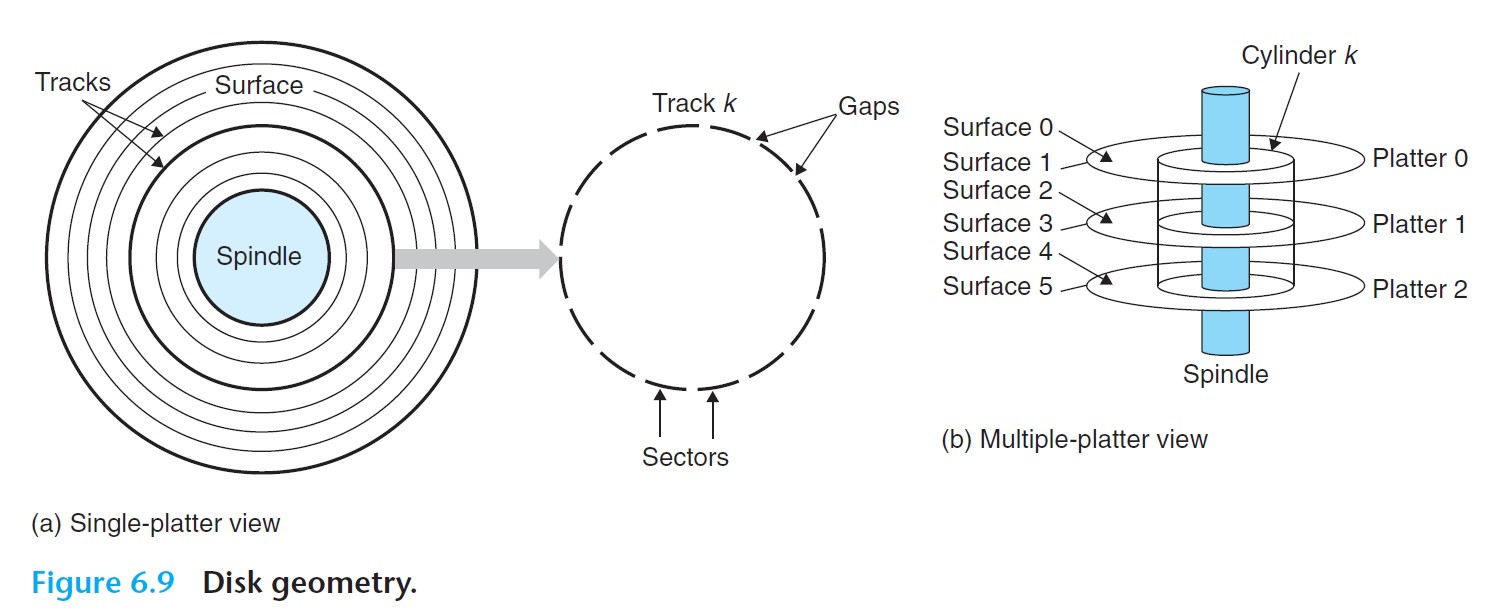 Tracks
Surface
Spindle
Track k
Gaps
Sectors
(a) Single-platter view
Cylinder k
Surface 0
Surface 1
Surface 2
Surface 3
Surface 4
Surface 5
Platter 0
Platter 1
Platter 2
Spindle
(b) Multiple-platter view
Figure 6.9 Disk geometry.